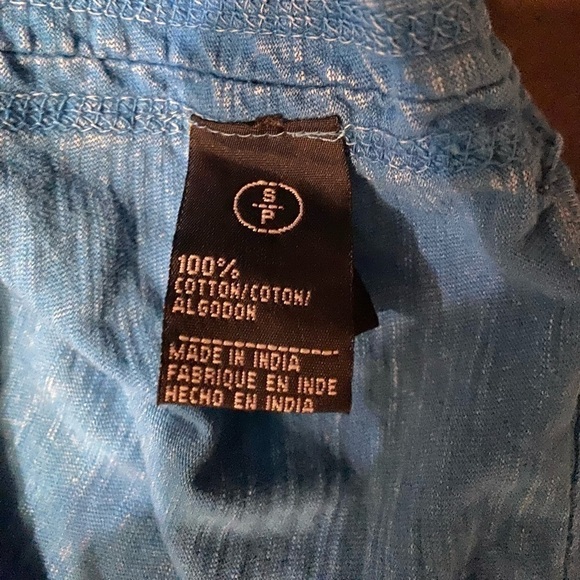 S
P
100%
COTTON/COTON/
ALGODON
MADE IN INDIA
FABRIQUE EN INDE
HECHO EN INDIA